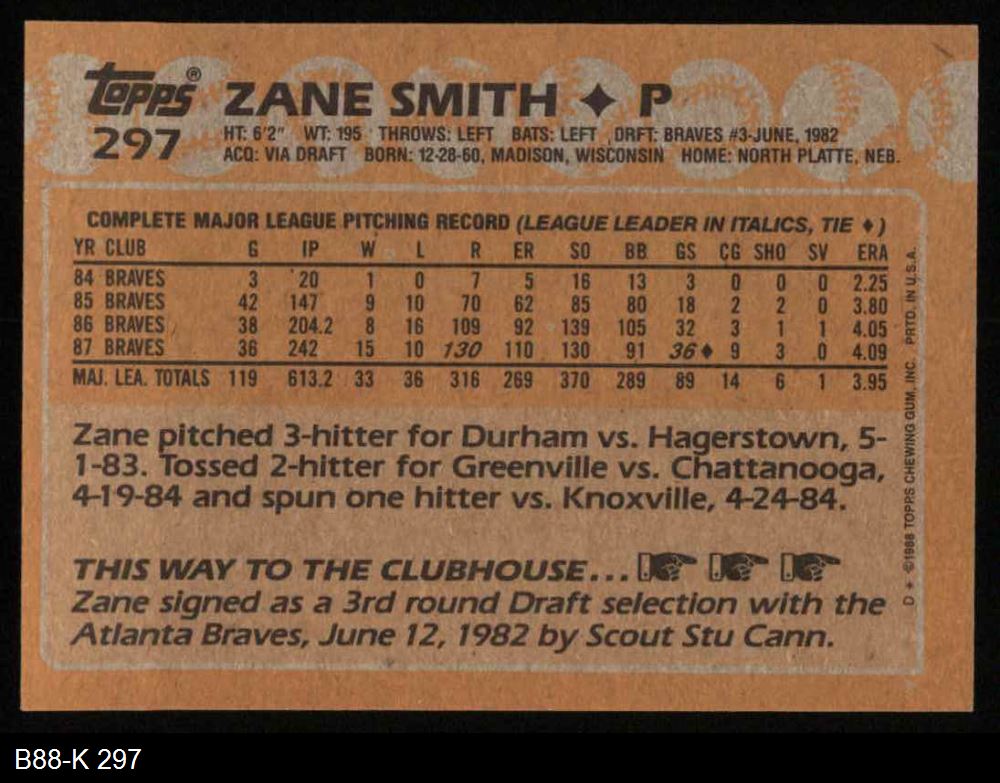 topps® ZANE SMITH ✦ P
297
HT: 6'2" WT: 195 THROWS: LEFT BATS: LEFT DRFT: BRAVES #3-JUNE, 1982
ACQ: VIA DRAFT BORN: 12-28-60, MADISON, WISCONSIN HOME: NORTH PLATTE, NEB.
COMPLETE MAJOR LEAGUE PITCHING RECORD (LEAGUE LEADER IN ITALICS, TIE ♦)
YR CLUB G IP W L R ER SO BB GS CG SHO SV ERA
84 BRAVES 3 20 1 0 7 5 16 13 3 0 0 0 2.25
85 BRAVES 42 147 9 10 70 62 85 80 18 2 2 0 3.80
86 BRAVES 38 204.2 8 16 109 92 139 105 32 3 1 1 4.05
87 BRAVES 36 242 15 10 130 110 130 91 36♦ 9 3 0 4.09
MAJ. LEA. TOTALS 119 613.2 33 36 316 269 370 289 89 14 6 1 3.95
Zane pitched 3-hitter for Durham vs. Hagerstown, 5-
1-83. Tossed 2-hitter for Greenville vs. Chattanooga,
4-19-84 and spun one hitter vs. Knoxville, 4-24-84.
THIS WAY TO THE CLUBHOUSE...
Zane signed as a 3rd round Draft selection with the
Atlanta Braves, June 12, 1982 by Scout Stu Cann.
D* ©1988 TOPPS CHEWING GUM, INC. PRTD. IN U.S.A.
B88-K 297